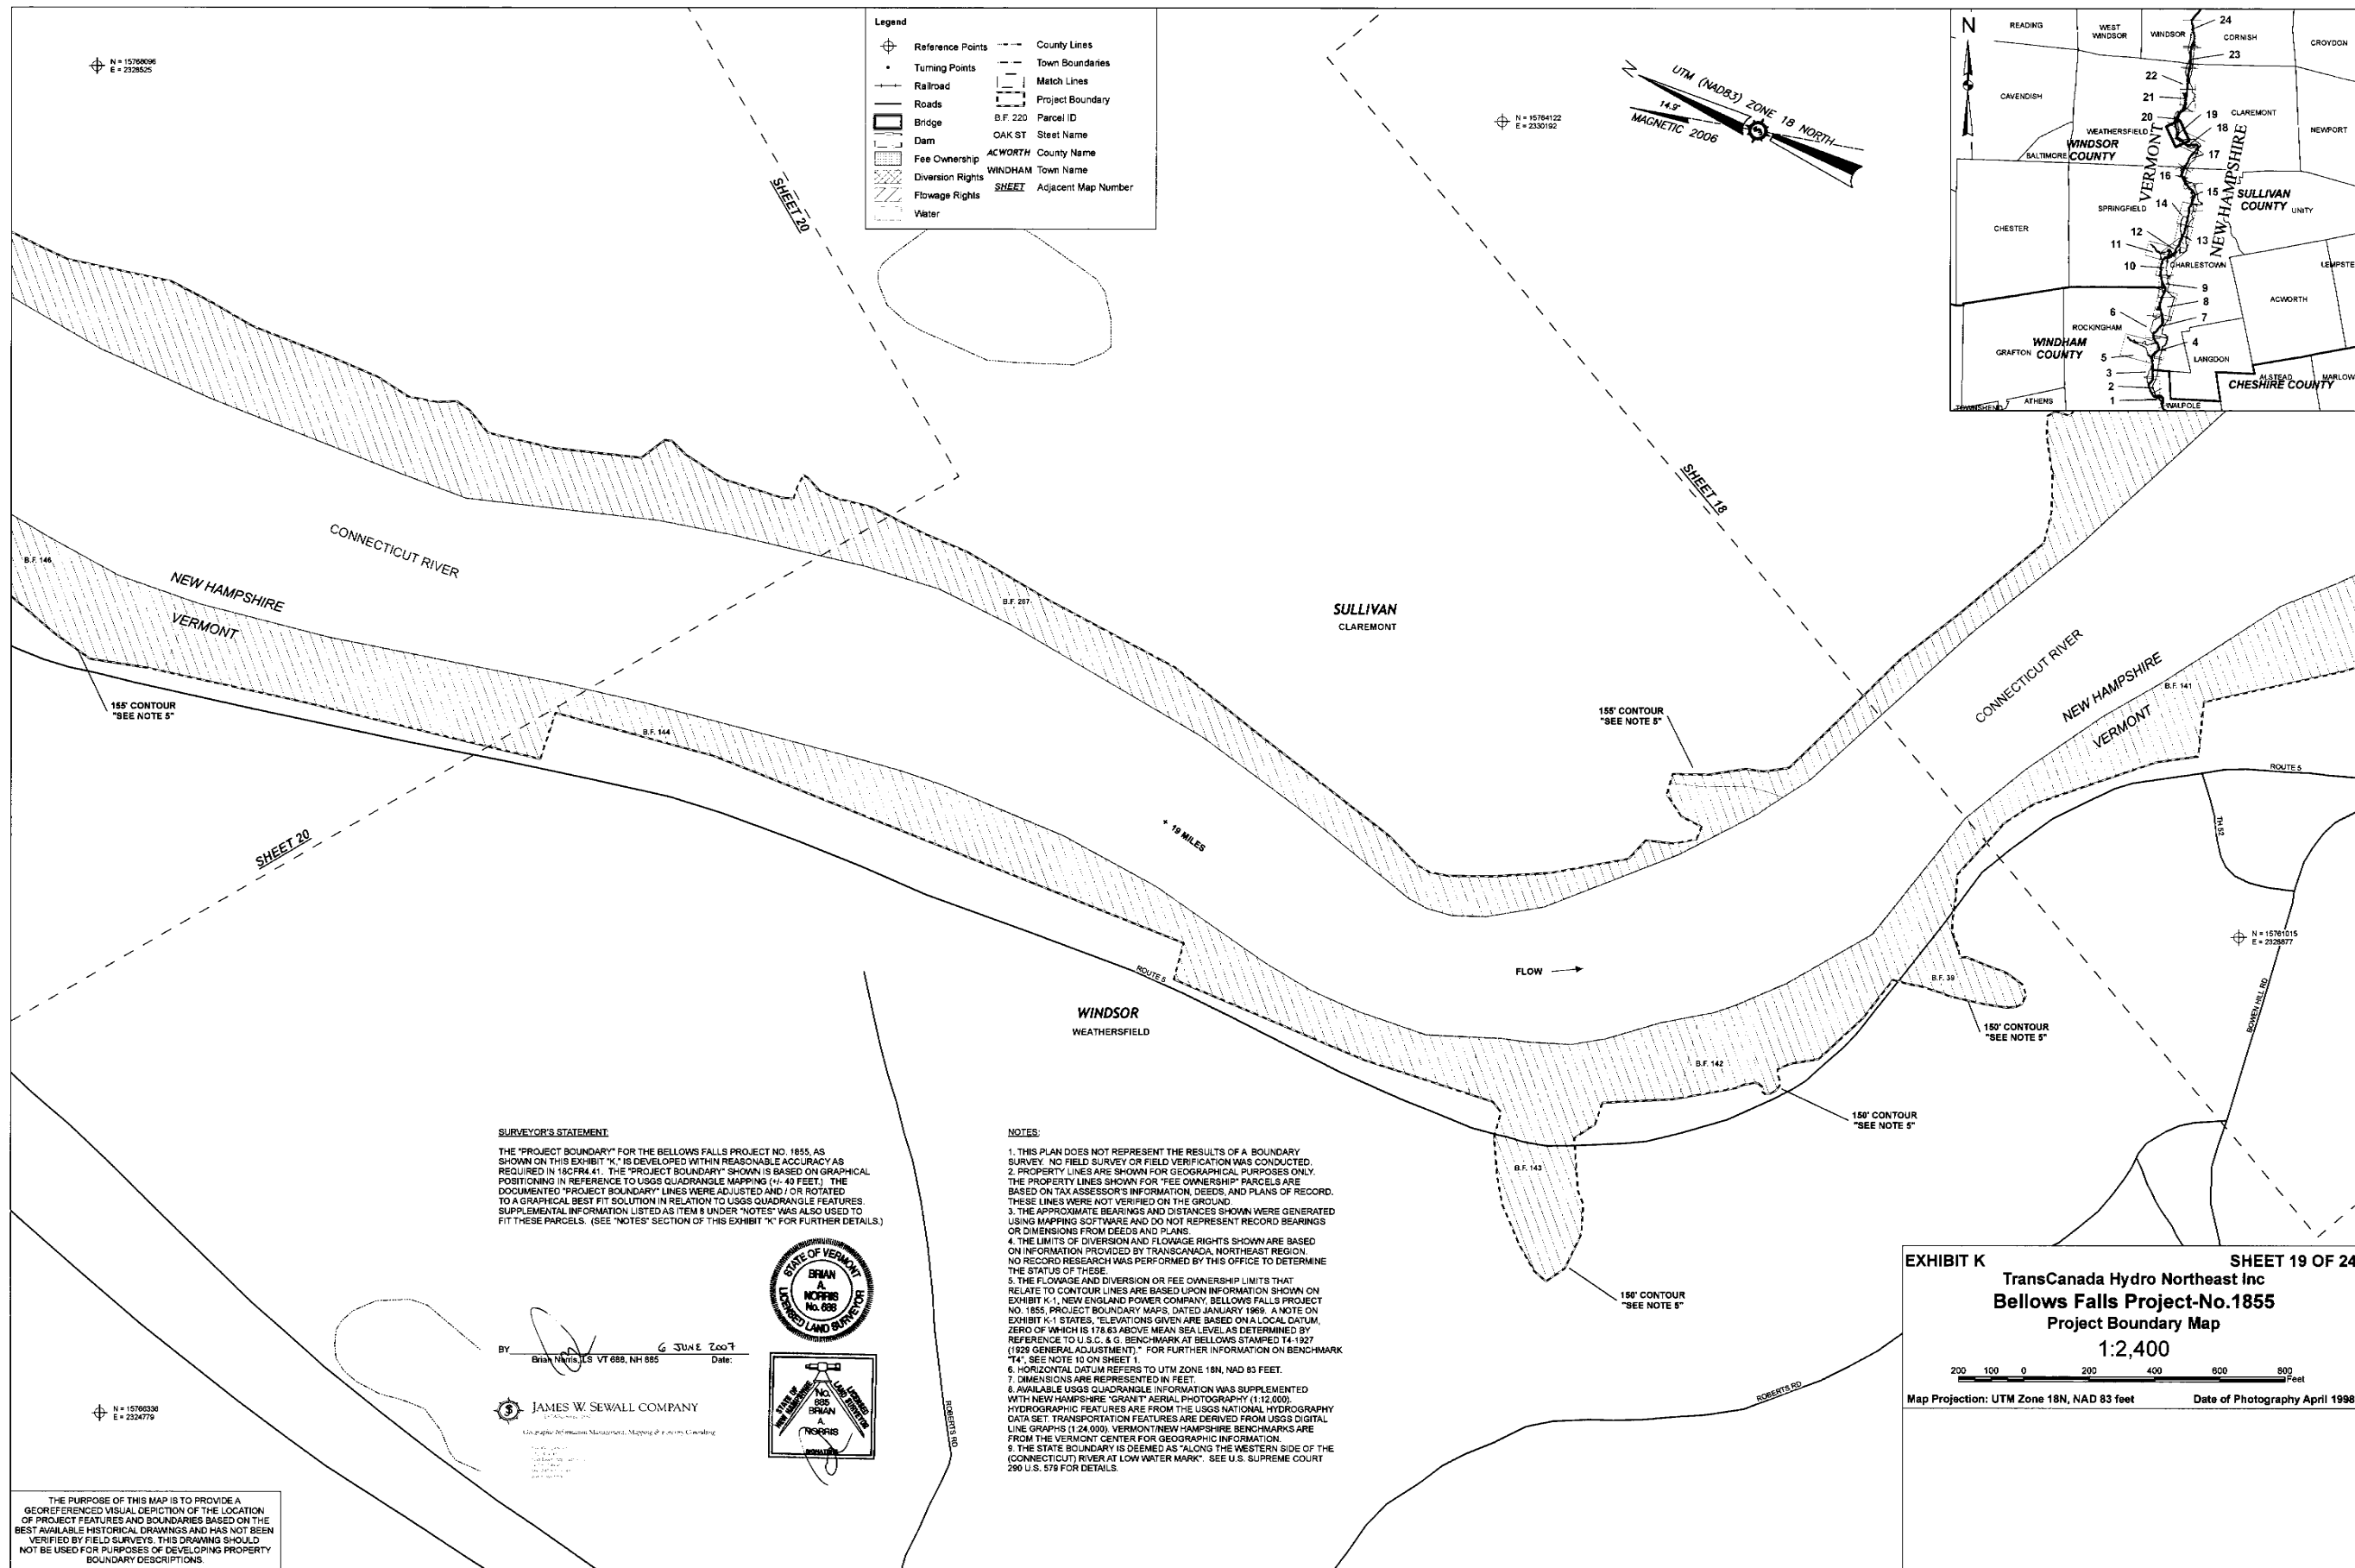 N = 15768096
E = 2328525
Legend
Reference Points
Turning Points
Railroad
Roads
Bridge
Dam
Fee Ownership
Diversion Rights
Flowage Rights
Water
County Lines
Town Boundaries
Match Lines
Project Boundary
B.F. 220 Parcel ID
OAK ST Steet Name
ACWORTH County Name
WINDHAM Town Name
SHEET Adjacent Map Number
N
UTM (NAD83) ZONE 18 NORTH
14.9°
MAGNETIC 2006
N = 15764122
E = 2330192
N
READING
WEST
WINDSOR
WINDSOR
24
CORNISH
CROYDON
23
22
CAVENDISH
21
20
19
CLAREMONT
18
WEATHERSFIELD
NEWPORT
WINDSOR
COUNTY
BALTIMORE
17
VERMONT
NEW HAMPSHIRE
16
15
SULLIVAN
COUNTY
UNITY
SPRINGFIELD
14
CHESTER
12
13
11
10
CHARLESTOWN
LEMPSTE
9
8
ACWORTH
6
7
ROCKINGHAM
WINDHAM
COUNTY
GRAFTON
5
4
LANGDON
3
2
ALSTEAD
MARLOW
CHESHIRE COUNTY
1
ATHENS
TOWNSHEND
WALPOLE
SHEET 20
SHEET 18
CONNECTICUT RIVER
B.F. 146
NEW HAMPSHIRE
VERMONT
B.F. 267
SULLIVAN
CLAREMONT
155' CONTOUR
"SEE NOTE 5"
B.F. 144
155' CONTOUR
"SEE NOTE 5"
CONNECTICUT RIVER
NEW HAMPSHIRE
B.F. 141
VERMONT
ROUTE 5
TH 52
SHEET 20
+ 19 MILES
N = 15761015
E = 2326877
FLOW
ROUTE 5
B.F. 39
WINDSOR
WEATHERSFIELD
150' CONTOUR
"SEE NOTE 5"
BOWEN HILL RD
B.F. 142
150' CONTOUR
"SEE NOTE 5"
B.F. 143
150' CONTOUR
"SEE NOTE 5"
ROBERTS RD
ROBERTS RD
SURVEYOR'S STATEMENT:
THE "PROJECT BOUNDARY" FOR THE BELLOWS FALLS PROJECT NO. 1855, AS
SHOWN ON THIS EXHIBIT "K," IS DEVELOPED WITHIN REASONABLE ACCURACY AS
REQUIRED IN 18CFR4.41. THE "PROJECT BOUNDARY" SHOWN IS BASED ON GRAPHICAL
POSITIONING IN REFERENCE TO USGS QUADRANGLE MAPPING (+/- 40 FEET.) THE
DOCUMENTED "PROJECT BOUNDARY" LINES WERE ADJUSTED AND / OR ROTATED
TO A GRAPHICAL BEST FIT SOLUTION IN RELATION TO USGS QUADRANGLE FEATURES.
SUPPLEMENTAL INFORMATION LISTED AS ITEM 8 UNDER "NOTES" WAS ALSO USED TO
FIT THESE PARCELS. (SEE "NOTES" SECTION OF THIS EXHIBIT "K" FOR FURTHER DETAILS.)
STATE OF VERMONT
BRIAN
A.
NORRIS
No. 688
LICENSED LAND SURVEYOR
BY
6 JUNE 2007
Brian Norris, LS VT 688, NH 885
Date:
STATE OF
NEW HAMPSHIRE
LICENSED
LAND SURVEYOR
No.
885
BRIAN
A.
NORRIS
SIGNATURE
JAMES W. SEWALL COMPANY
Geographic Information Management, Mapping & Forestry Consulting
N = 15766336
E = 2324779
THE PURPOSE OF THIS MAP IS TO PROVIDE A
GEOREFERENCED VISUAL DEPICTION OF THE LOCATION
OF PROJECT FEATURES AND BOUNDARIES BASED ON THE
BEST AVAILABLE HISTORICAL DRAWINGS AND HAS NOT BEEN
VERIFIED BY FIELD SURVEYS. THIS DRAWING SHOULD
NOT BE USED FOR PURPOSES OF DEVELOPING PROPERTY
BOUNDARY DESCRIPTIONS.
NOTES:
1. THIS PLAN DOES NOT REPRESENT THE RESULTS OF A BOUNDARY
SURVEY. NO FIELD SURVEY OR FIELD VERIFICATION WAS CONDUCTED.
2. PROPERTY LINES ARE SHOWN FOR GEOGRAPHICAL PURPOSES ONLY.
THE PROPERTY LINES SHOWN FOR "FEE OWNERSHIP" PARCELS ARE
BASED ON TAX ASSESSOR'S INFORMATION, DEEDS, AND PLANS OF RECORD.
THESE LINES WERE NOT VERIFIED ON THE GROUND.
3. THE APPROXIMATE BEARINGS AND DISTANCES SHOWN WERE GENERATED
USING MAPPING SOFTWARE AND DO NOT REPRESENT RECORD BEARINGS
OR DIMENSIONS FROM DEEDS AND PLANS.
4. THE LIMITS OF DIVERSION AND FLOWAGE RIGHTS SHOWN ARE BASED
ON INFORMATION PROVIDED BY TRANSCANADA, NORTHEAST REGION.
NO RECORD RESEARCH WAS PERFORMED BY THIS OFFICE TO DETERMINE
THE STATUS OF THESE.
5. THE FLOWAGE AND DIVERSION OR FEE OWNERSHIP LIMITS THAT
RELATE TO CONTOUR LINES ARE BASED UPON INFORMATION SHOWN ON
EXHIBIT K-1, NEW ENGLAND POWER COMPANY, BELLOWS FALLS PROJECT
NO. 1855, PROJECT BOUNDARY MAPS, DATED JANUARY 1969. A NOTE ON
EXHIBIT K-1 STATES, "ELEVATIONS GIVEN ARE BASED ON A LOCAL DATUM,
ZERO OF WHICH IS 178.63 ABOVE MEAN SEA LEVEL AS DETERMINED BY
REFERENCE TO U.S.C. & G. BENCHMARK AT BELLOWS STAMPED T4-1927
(1929 GENERAL ADJUSTMENT)." FOR FURTHER INFORMATION ON BENCHMARK
"T4", SEE NOTE 10 ON SHEET 1.
6. HORIZONTAL DATUM REFERS TO UTM ZONE 18N, NAD 83 FEET.
7. DIMENSIONS ARE REPRESENTED IN FEET.
8. AVAILABLE USGS QUADRANGLE INFORMATION WAS SUPPLEMENTED
WITH NEW HAMPSHIRE "GRANIT" AERIAL PHOTOGRAPHY (1:12,000).
HYDROGRAPHIC FEATURES ARE FROM THE USGS NATIONAL HYDROGRAPHY
DATA SET. TRANSPORTATION FEATURES ARE DERIVED FROM USGS DIGITAL
LINE GRAPHS (1:24,000). VERMONT/NEW HAMPSHIRE BENCHMARKS ARE
FROM THE VERMONT CENTER FOR GEOGRAPHIC INFORMATION.
9. THE STATE BOUNDARY IS DEEMED AS "ALONG THE WESTERN SIDE OF THE
(CONNECTICUT) RIVER AT LOW WATER MARK". SEE U.S. SUPREME COURT
290 U.S. 579 FOR DETAILS.
EXHIBIT K SHEET 19 OF 24
TransCanada Hydro Northeast Inc
Bellows Falls Project-No.1855
Project Boundary Map
1:2,400
200 100 0 200 400 600 800
Feet
Map Projection: UTM Zone 18N, NAD 83 feet Date of Photography April 1998